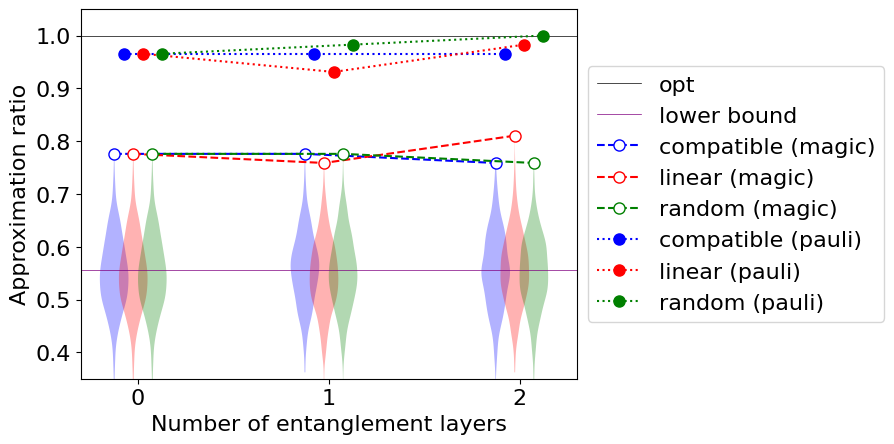 1.0
0.9
0.8
0.7
0.6
0.5
0.4
Approximation ratio
0
1
2
Number of entanglement layers
opt
lower bound
compatible (magic)
linear (magic)
random (magic)
compatible (pauli)
linear (pauli)
random (pauli)